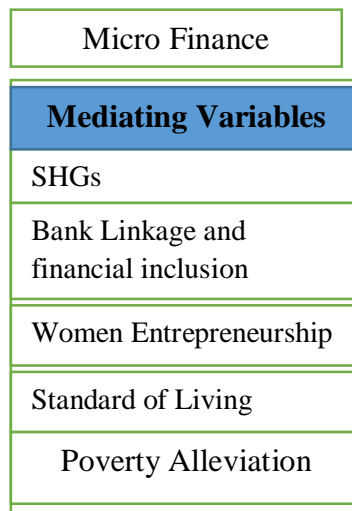 Micro Finance
Mediating Variables
SHGs
Bank Linkage and
financial inclusion
Women Entrepreneurship
Standard of Living
Poverty Alleviation